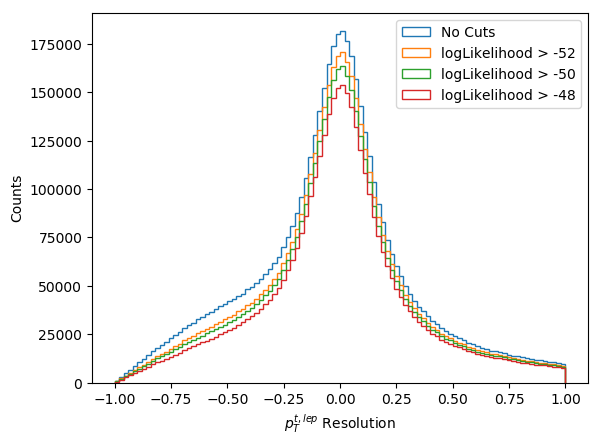 No Cuts
logLikelihood > -52
logLikelihood > -50
logLikelihood > -48
Counts
175000
150000
125000
100000
75000
50000
25000
0
−1.00 −0.75 −0.50 −0.25 0.00 0.25 0.50 0.75 1.00
$p_T^{t,lep}$ Resolution